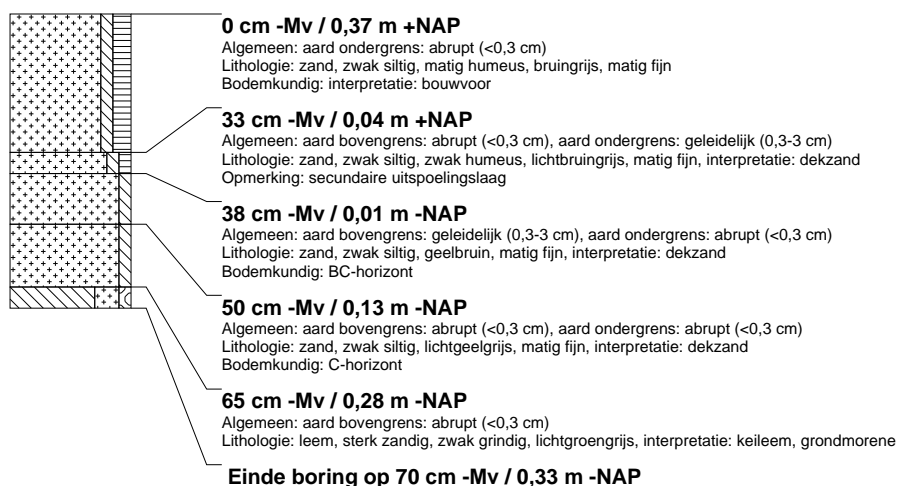 0 cm -Mv / 0,37 m +NAP
Algemeen: aard ondergrens: abrupt (<0,3 cm)
Lithologie: zand, zwak siltig, matig humeus, bruingrijs, matig fijn
Bodemkundig: interpretatie: bouwvoor
33 cm -Mv / 0,04 m +NAP
Algemeen: aard bovengrens: abrupt (<0,3 cm), aard ondergrens: geleidelijk (0,3-3 cm)
Lithologie: zand, zwak siltig, zwak humeus, lichtbruingrijs, matig fijn, interpretatie: dekzand
Opmerking: secundaire uitspoelingslaag
38 cm -Mv / 0,01 m -NAP
Algemeen: aard bovengrens: geleidelijk (0,3-3 cm), aard ondergrens: abrupt (<0,3 cm)
Lithologie: zand, zwak siltig, geelbruin, matig fijn, interpretatie: dekzand
Bodemkundig: BC-horizont
50 cm -Mv / 0,13 m -NAP
Algemeen: aard bovengrens: abrupt (<0,3 cm), aard ondergrens: abrupt (<0,3 cm)
Lithologie: zand, zwak siltig, lichtgeelgrijs, matig fijn, interpretatie: dekzand
Bodemkundig: C-horizont
65 cm -Mv / 0,28 m -NAP
Algemeen: aard bovengrens: abrupt (<0,3 cm)
Lithologie: leem, sterk zandig, zwak grindig, lichtgroengrijs, interpretatie: keileem, grondmorene
Einde boring op 70 cm -Mv / 0,33 m -NAP